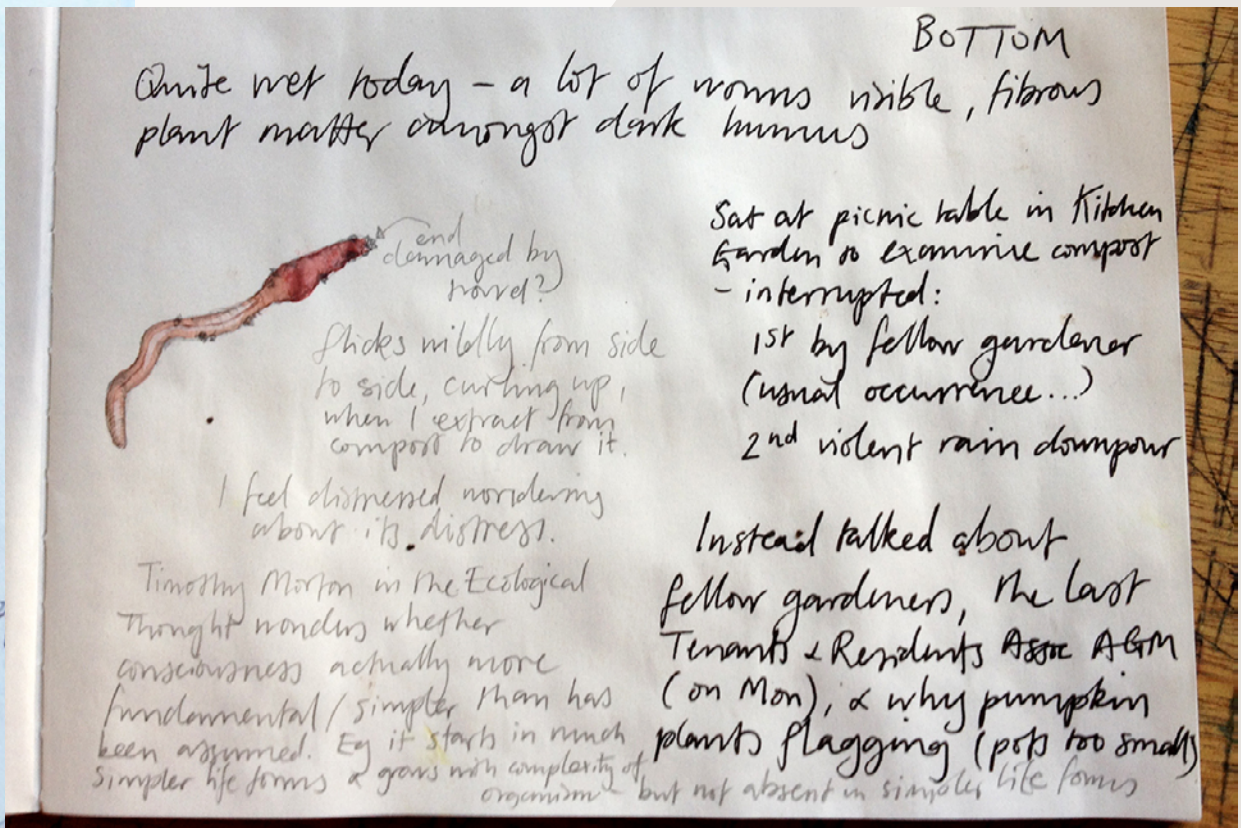 BOTTOM
Quite wet today – a lot of worms visible, fibrous
plant matter amongst dark humus
end
damaged by
travel?
flicks wildly from side
to side, curling up,
when I extract from
compost to draw it.
I feel distressed wondering
about its distress.
Timothy Morton in the Ecological
Thought wonders whether
consciousness actually more
fundamental/simpler than has
been assumed. Eg it starts in much
simpler life forms & grows with complexity of
organism – but not absent in simpler life forms
Sat at picnic table in Kitchen
Garden to examine compost
– interrupted:
1st by fellow gardener
(usual occurrence...)
2nd violent rain downpour
Instead talked about
fellow gardeners, the last
Tenants & Residents Assoc AGM
(on Mon), & why pumpkin
plants flagging (pots too small)